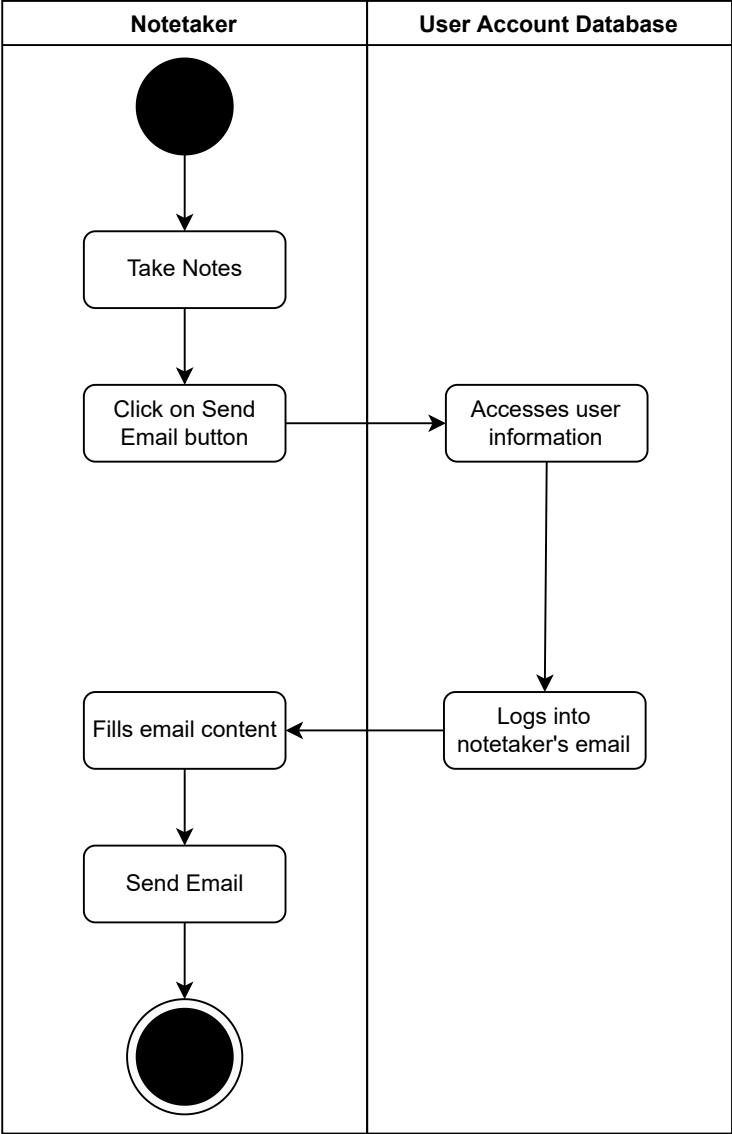 Notetaker
User Account Database
Take Notes
Click on Send
Email button
Accesses user
information
Fills email content
Logs into
notetaker's email
Send Email